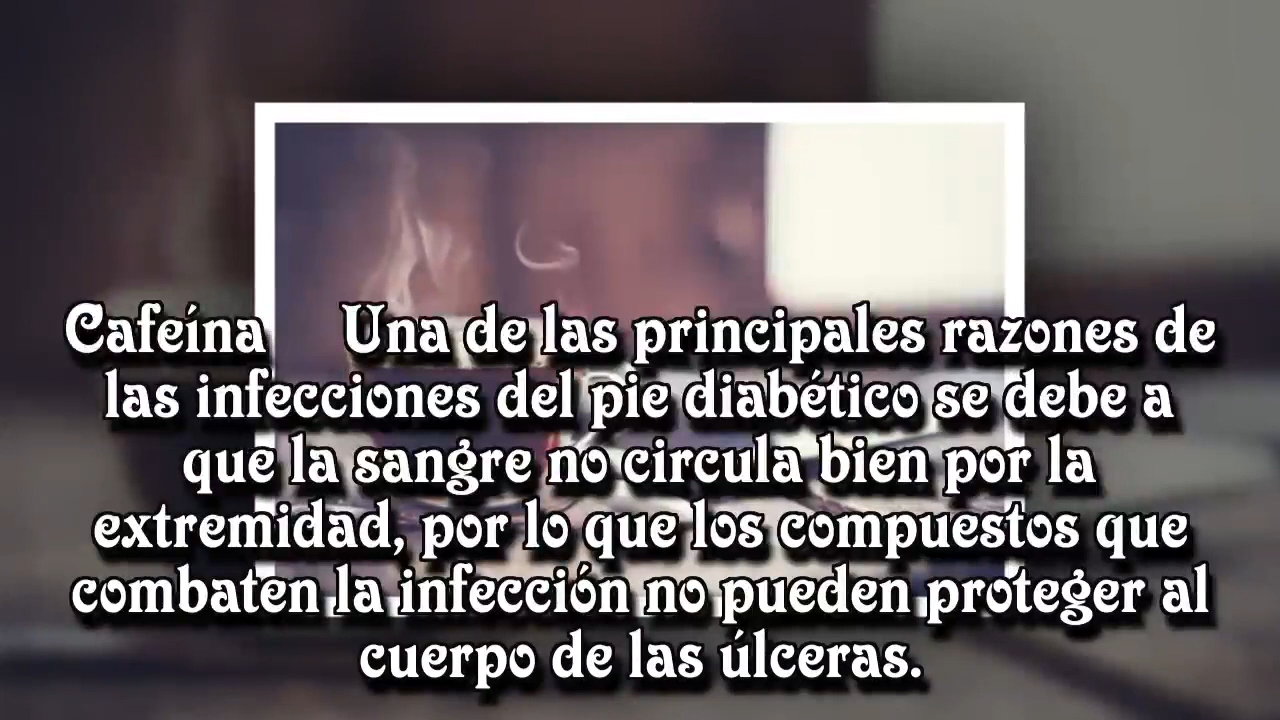 Cafeína Una de las principales razones de
las infecciones del pie diabético se debe a
que la sangre no circula bien por la
extremidad, por lo que los compuestos que
combaten la infección no pueden proteger al
cuerpo de las úlceras.